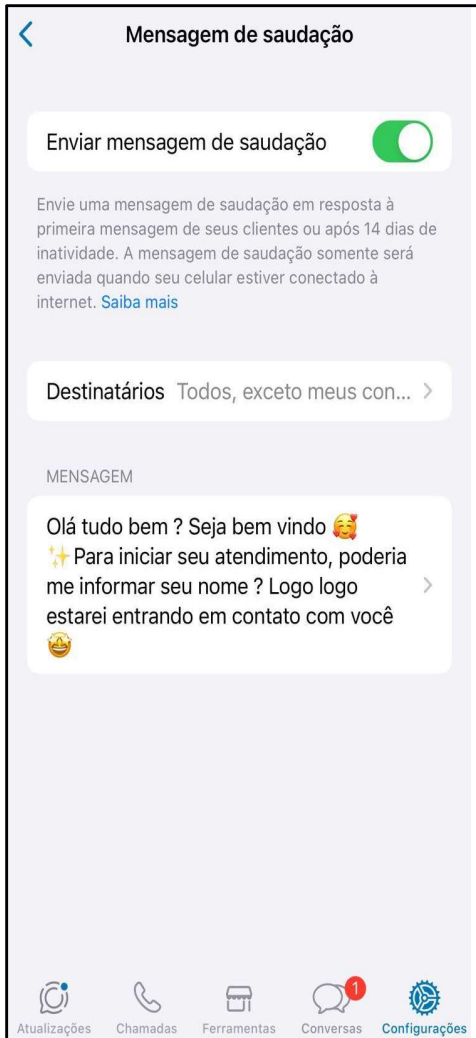 Mensagem de saudação
Enviar mensagem de saudação
Envie uma mensagem de saudação em resposta à
primeira mensagem de seus clientes ou após 14 dias de
inatividade. A mensagem de saudação somente será
enviada quando seu celular estiver conectado à
internet. Saiba mais
Destinatários Todos, exceto meus con...
MENSAGEM
Olá tudo bem ? Seja bem vindo 🥰
✨Para iniciar seu atendimento, poderia
me informar seu nome ? Logo logo
estarei entrando em contato com você
🤩
1
Atualizações Chamadas Ferramentas Conversas Configurações